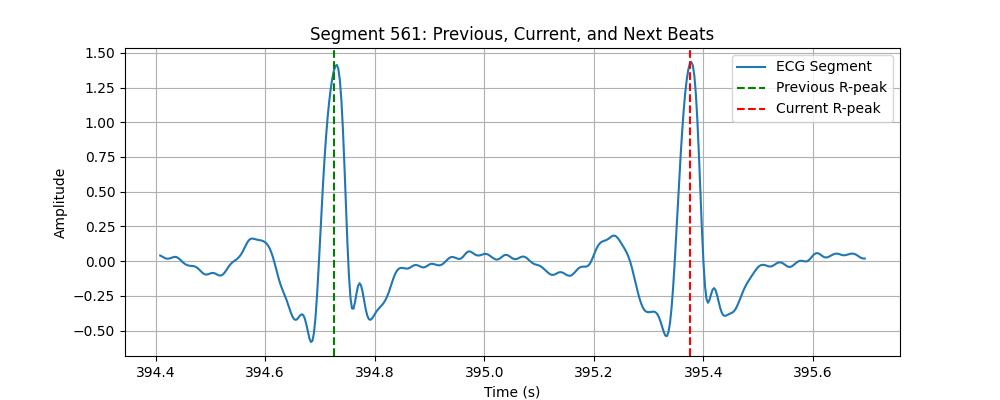 Segment 561: Previous, Current, and Next Beats
1.50
1.25
1.00
0.75
0.50
0.25
0.00
−0.25
−0.50
Amplitude
ECG Segment
Previous R-peak
Current R-peak
394.4 394.6 394.8 395.0 395.2 395.4 395.6
Time (s)